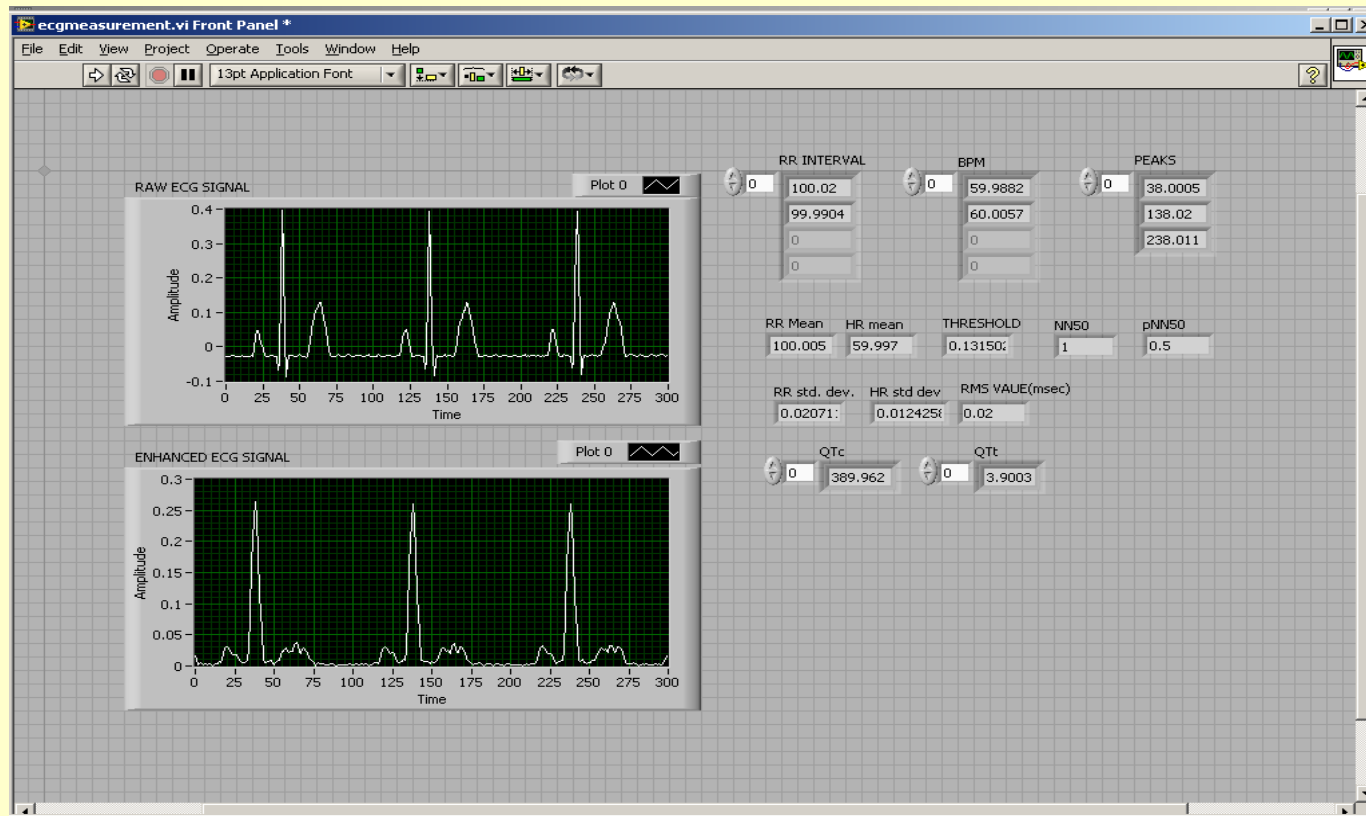 ecgmeasurement.vi Front Panel *
File Edit View Project Operate Tools Window Help
13pt Application Font
RAW ECG SIGNAL
Plot 0
0.4
0.3
0.2
0.1
0
-0.1
Amplitude
0 25 50 75 100 125 150 175 200 225 250 275 300
Time
ENHANCED ECG SIGNAL
Plot 0
0.3
0.25
0.2
0.15
0.1
0.05
0
Amplitude
0 25 50 75 100 125 150 175 200 225 250 275 300
Time
RR INTERVAL
0
100.02
99.9904
0
0
BPM
0
59.9882
60.0057
0
0
PEAKS
0
38.0005
138.02
238.011
RR Mean HR mean THRESHOLD NN50 pNN50
100.005 59.997 0.131502 1 0.5
RR std. dev. HR std dev RMS VAUE(msec)
0.02071 0.012425 0.02
QTc QTt
0 389.962 0 3.9003